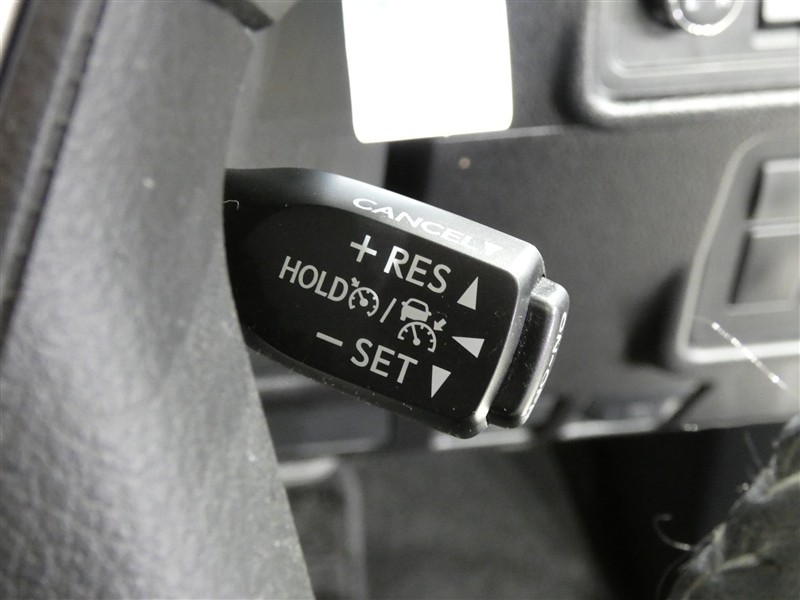 CANCEL▼
+ RES ▲
HOLD / ◀
− SET ▼